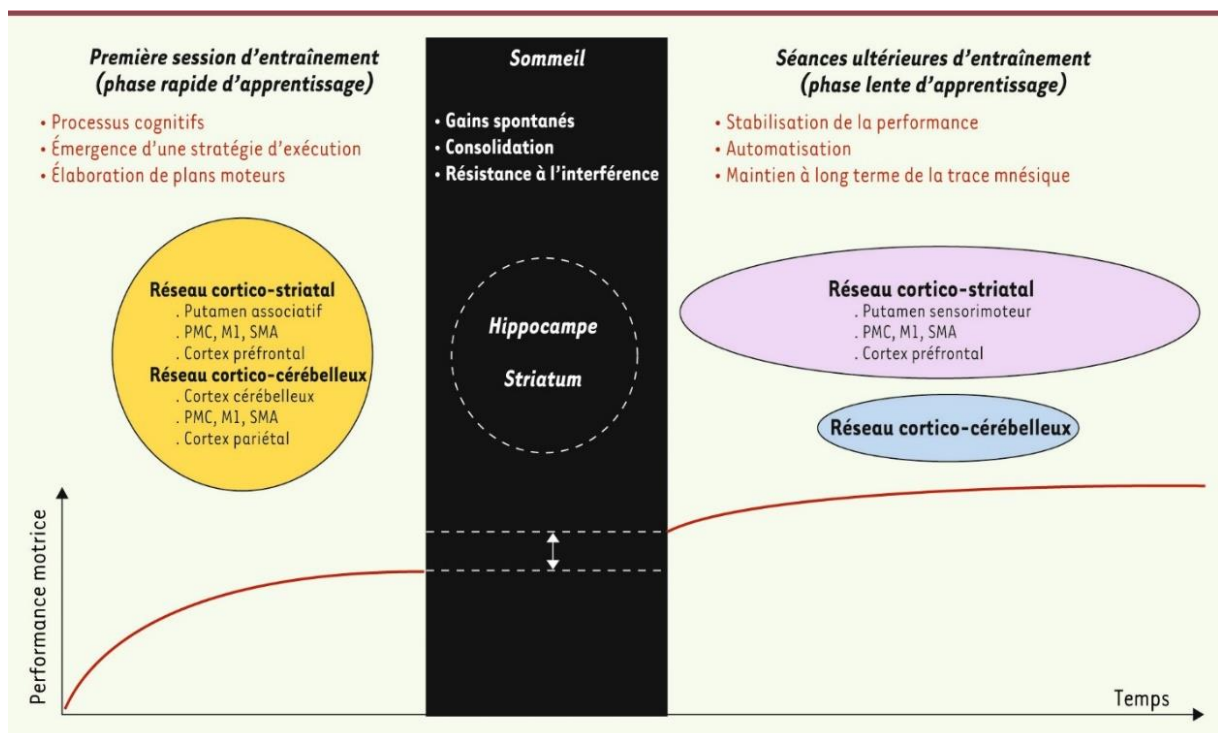 Première session d'entraînement
(phase rapide d'apprentissage)
• Processus cognitifs
• Émergence d'une stratégie d'exécution
• Élaboration de plans moteurs
Réseau cortico-striatal
. Putamen associatif
. PMC, M1, SMA
. Cortex préfrontal
Réseau cortico-cérébelleux
. Cortex cérébelleux
. PMC, M1, SMA
. Cortex pariétal
Sommeil
• Gains spontanés
• Consolidation
• Résistance à l'interférence
Hippocampe
Striatum
Séances ultérieures d'entraînement
(phase lente d'apprentissage)
• Stabilisation de la performance
• Automatisation
• Maintien à long terme de la trace mnésique
Réseau cortico-striatal
. Putamen sensorimoteur
. PMC, M1, SMA
. Cortex préfrontal
Réseau cortico-cérébelleux
Performance motrice
Temps